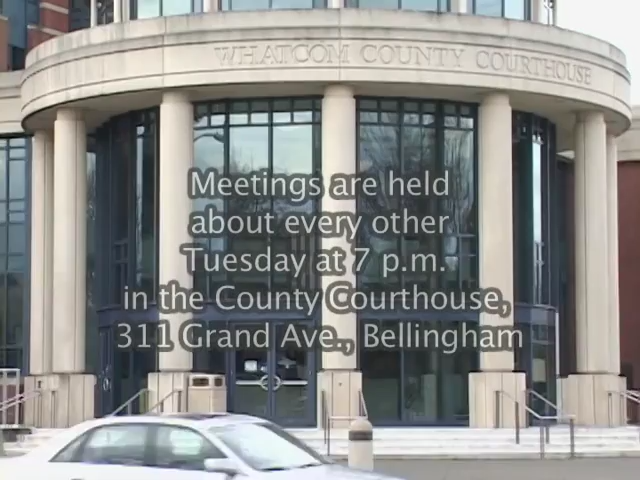 WHATCOM COUNTY COURTHOUSE
Meetings are held
about every other
Tuesday at 7 p.m.
in the County Courthouse,
311 Grand Ave., Bellingham